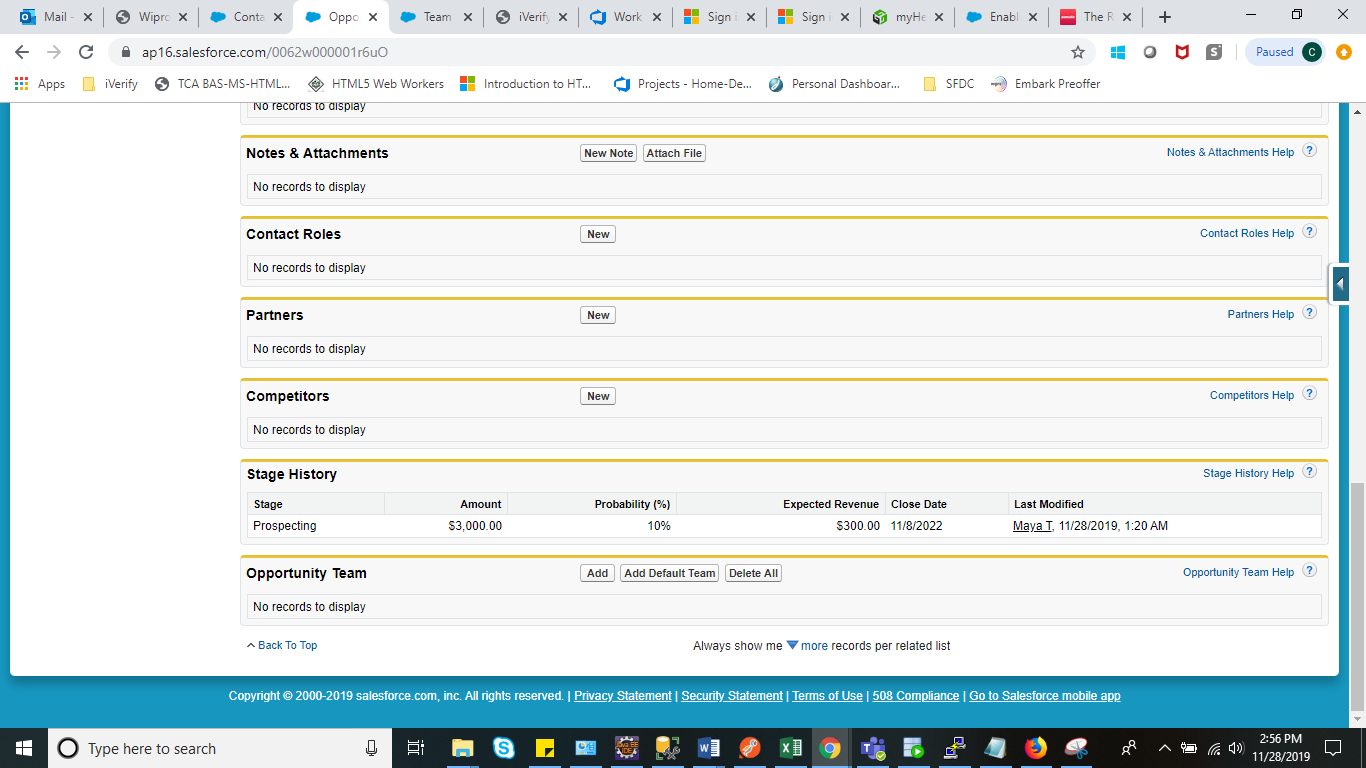 Mail - Wipro Conta Oppo Team iVerify Work Sign i Sign i myHe Enabl The R
ap16.salesforce.com/0062w000001r6uO
Paused C
Apps iVerify TCA BAS-MS-HTML... HTML5 Web Workers Introduction to HT... Projects - Home-De... Personal Dashboar... SFDC Embark Preoffer
No records to display
Notes & Attachments New Note Attach File Notes & Attachments Help ?
No records to display
Contact Roles New Contact Roles Help ?
No records to display
Partners New Partners Help ?
No records to display
Competitors New Competitors Help ?
No records to display
Stage History Stage History Help ?
Stage Amount Probability (%) Expected Revenue Close Date Last Modified
Prospecting $3,000.00 10% $300.00 11/8/2022 Maya T, 11/28/2019, 1:20 AM
Opportunity Team Add Add Default Team Delete All Opportunity Team Help ?
No records to display
Back To Top Always show me more records per related list
Copyright © 2000-2019 salesforce.com, inc. All rights reserved. | Privacy Statement | Security Statement | Terms of Use | 508 Compliance | Go to Salesforce mobile app
Type here to search
2:56 PM
11/28/2019